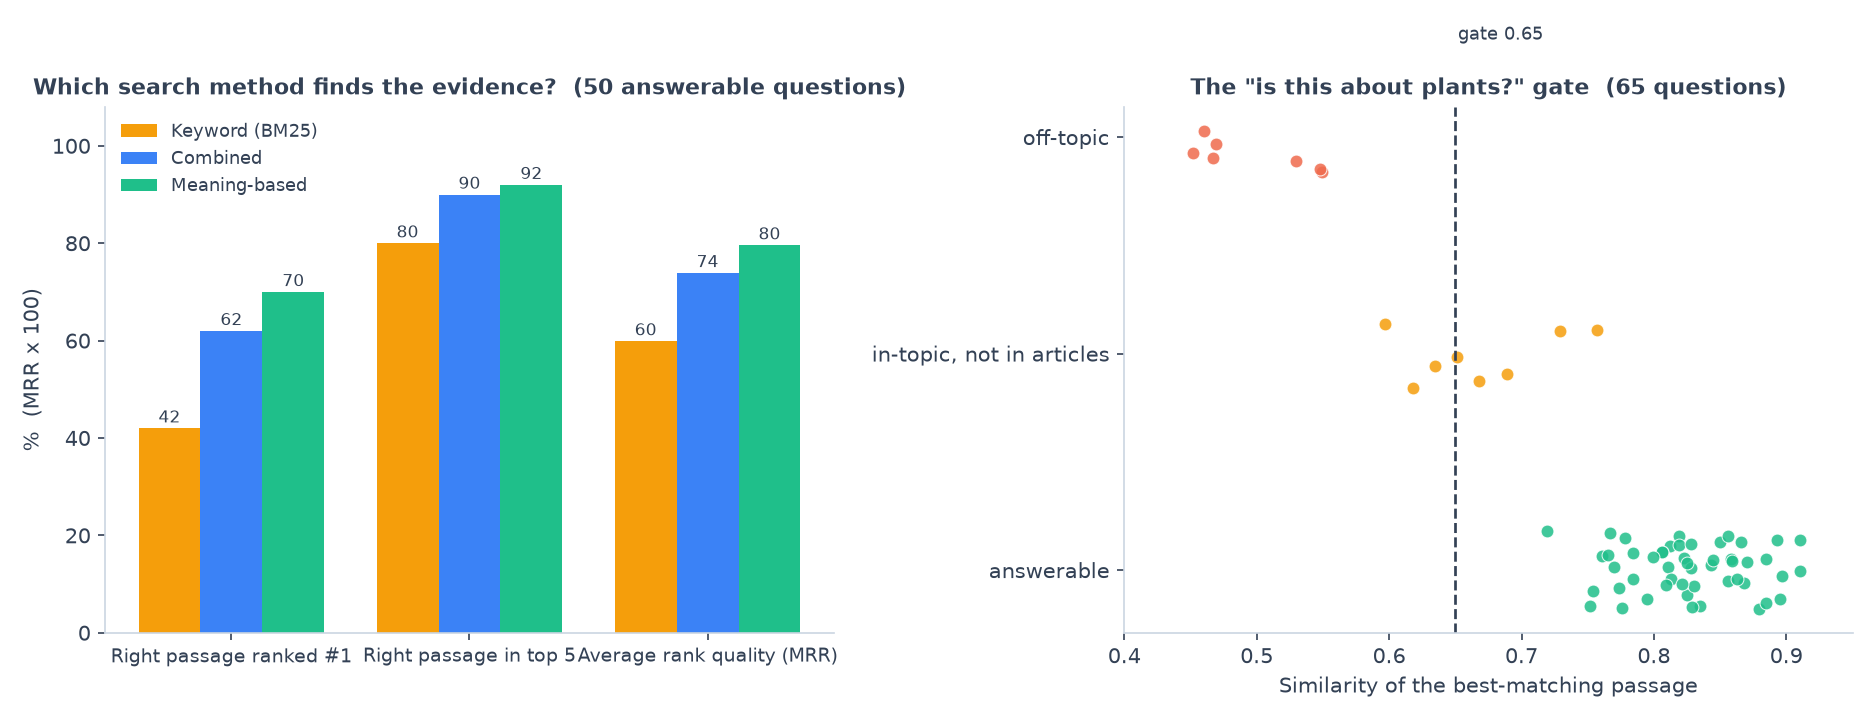 gate 0.65
Which search method finds the evidence?  (50 answerable questions)
Keyword (BM25)
Combined
Meaning-based
% (MRR x 100)
100
80
60
40
20
0
42
62
70
80
90
92
60
74
80
Right passage ranked #1
Right passage in top 5
Average rank quality (MRR)
The "is this about plants?" gate  (65 questions)
off-topic
in-topic, not in articles
answerable
0.4
0.5
0.6
0.7
0.8
0.9
Similarity of the best-matching passage